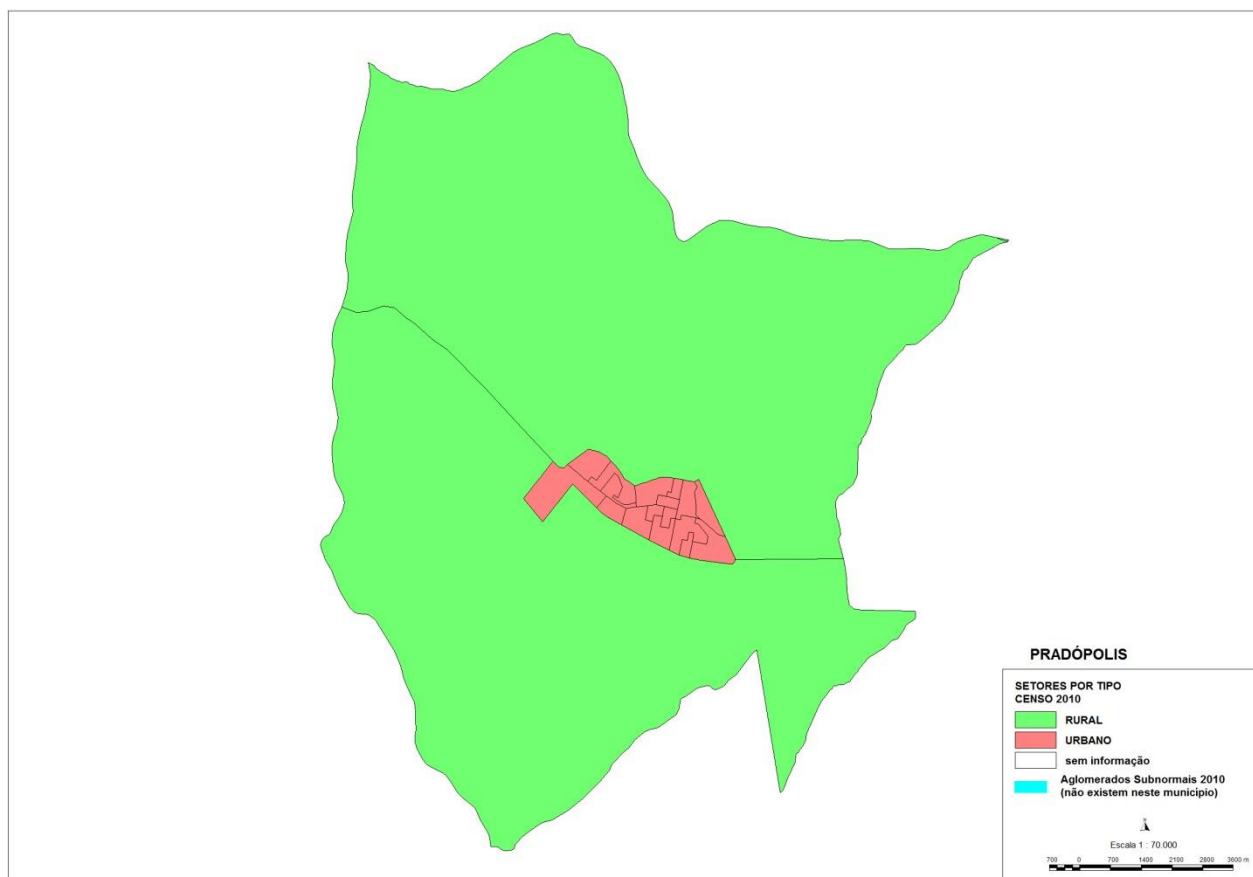 PRADÓPOLIS
SETORES POR TIPO
CENSO 2010
RURAL
URBANO
sem informação
Aglomerados Subnormais 2010
(não existem neste município)
N
Escala 1 : 70.000
700 0 700 1400 2100 2800 3600 m